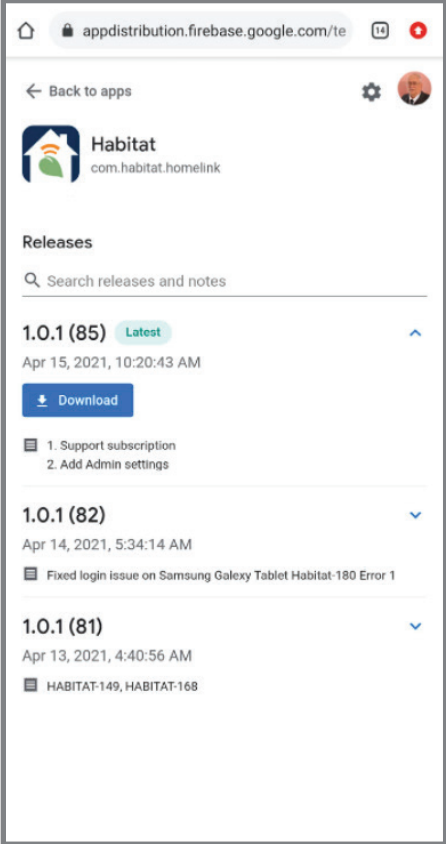 appdistribution.firebase.google.com/te 14
Back to apps
Habitat
com.habitat.homelink
Releases
Search releases and notes
1.0.1 (85) Latest
Apr 15, 2021, 10:20:43 AM
Download
1. Support subscription
2. Add Admin settings
1.0.1 (82)
Apr 14, 2021, 5:34:14 AM
Fixed login issue on Samsung Galexy Tablet Habitat-180 Error 1
1.0.1 (81)
Apr 13, 2021, 4:40:56 AM
HABITAT-149, HABITAT-168